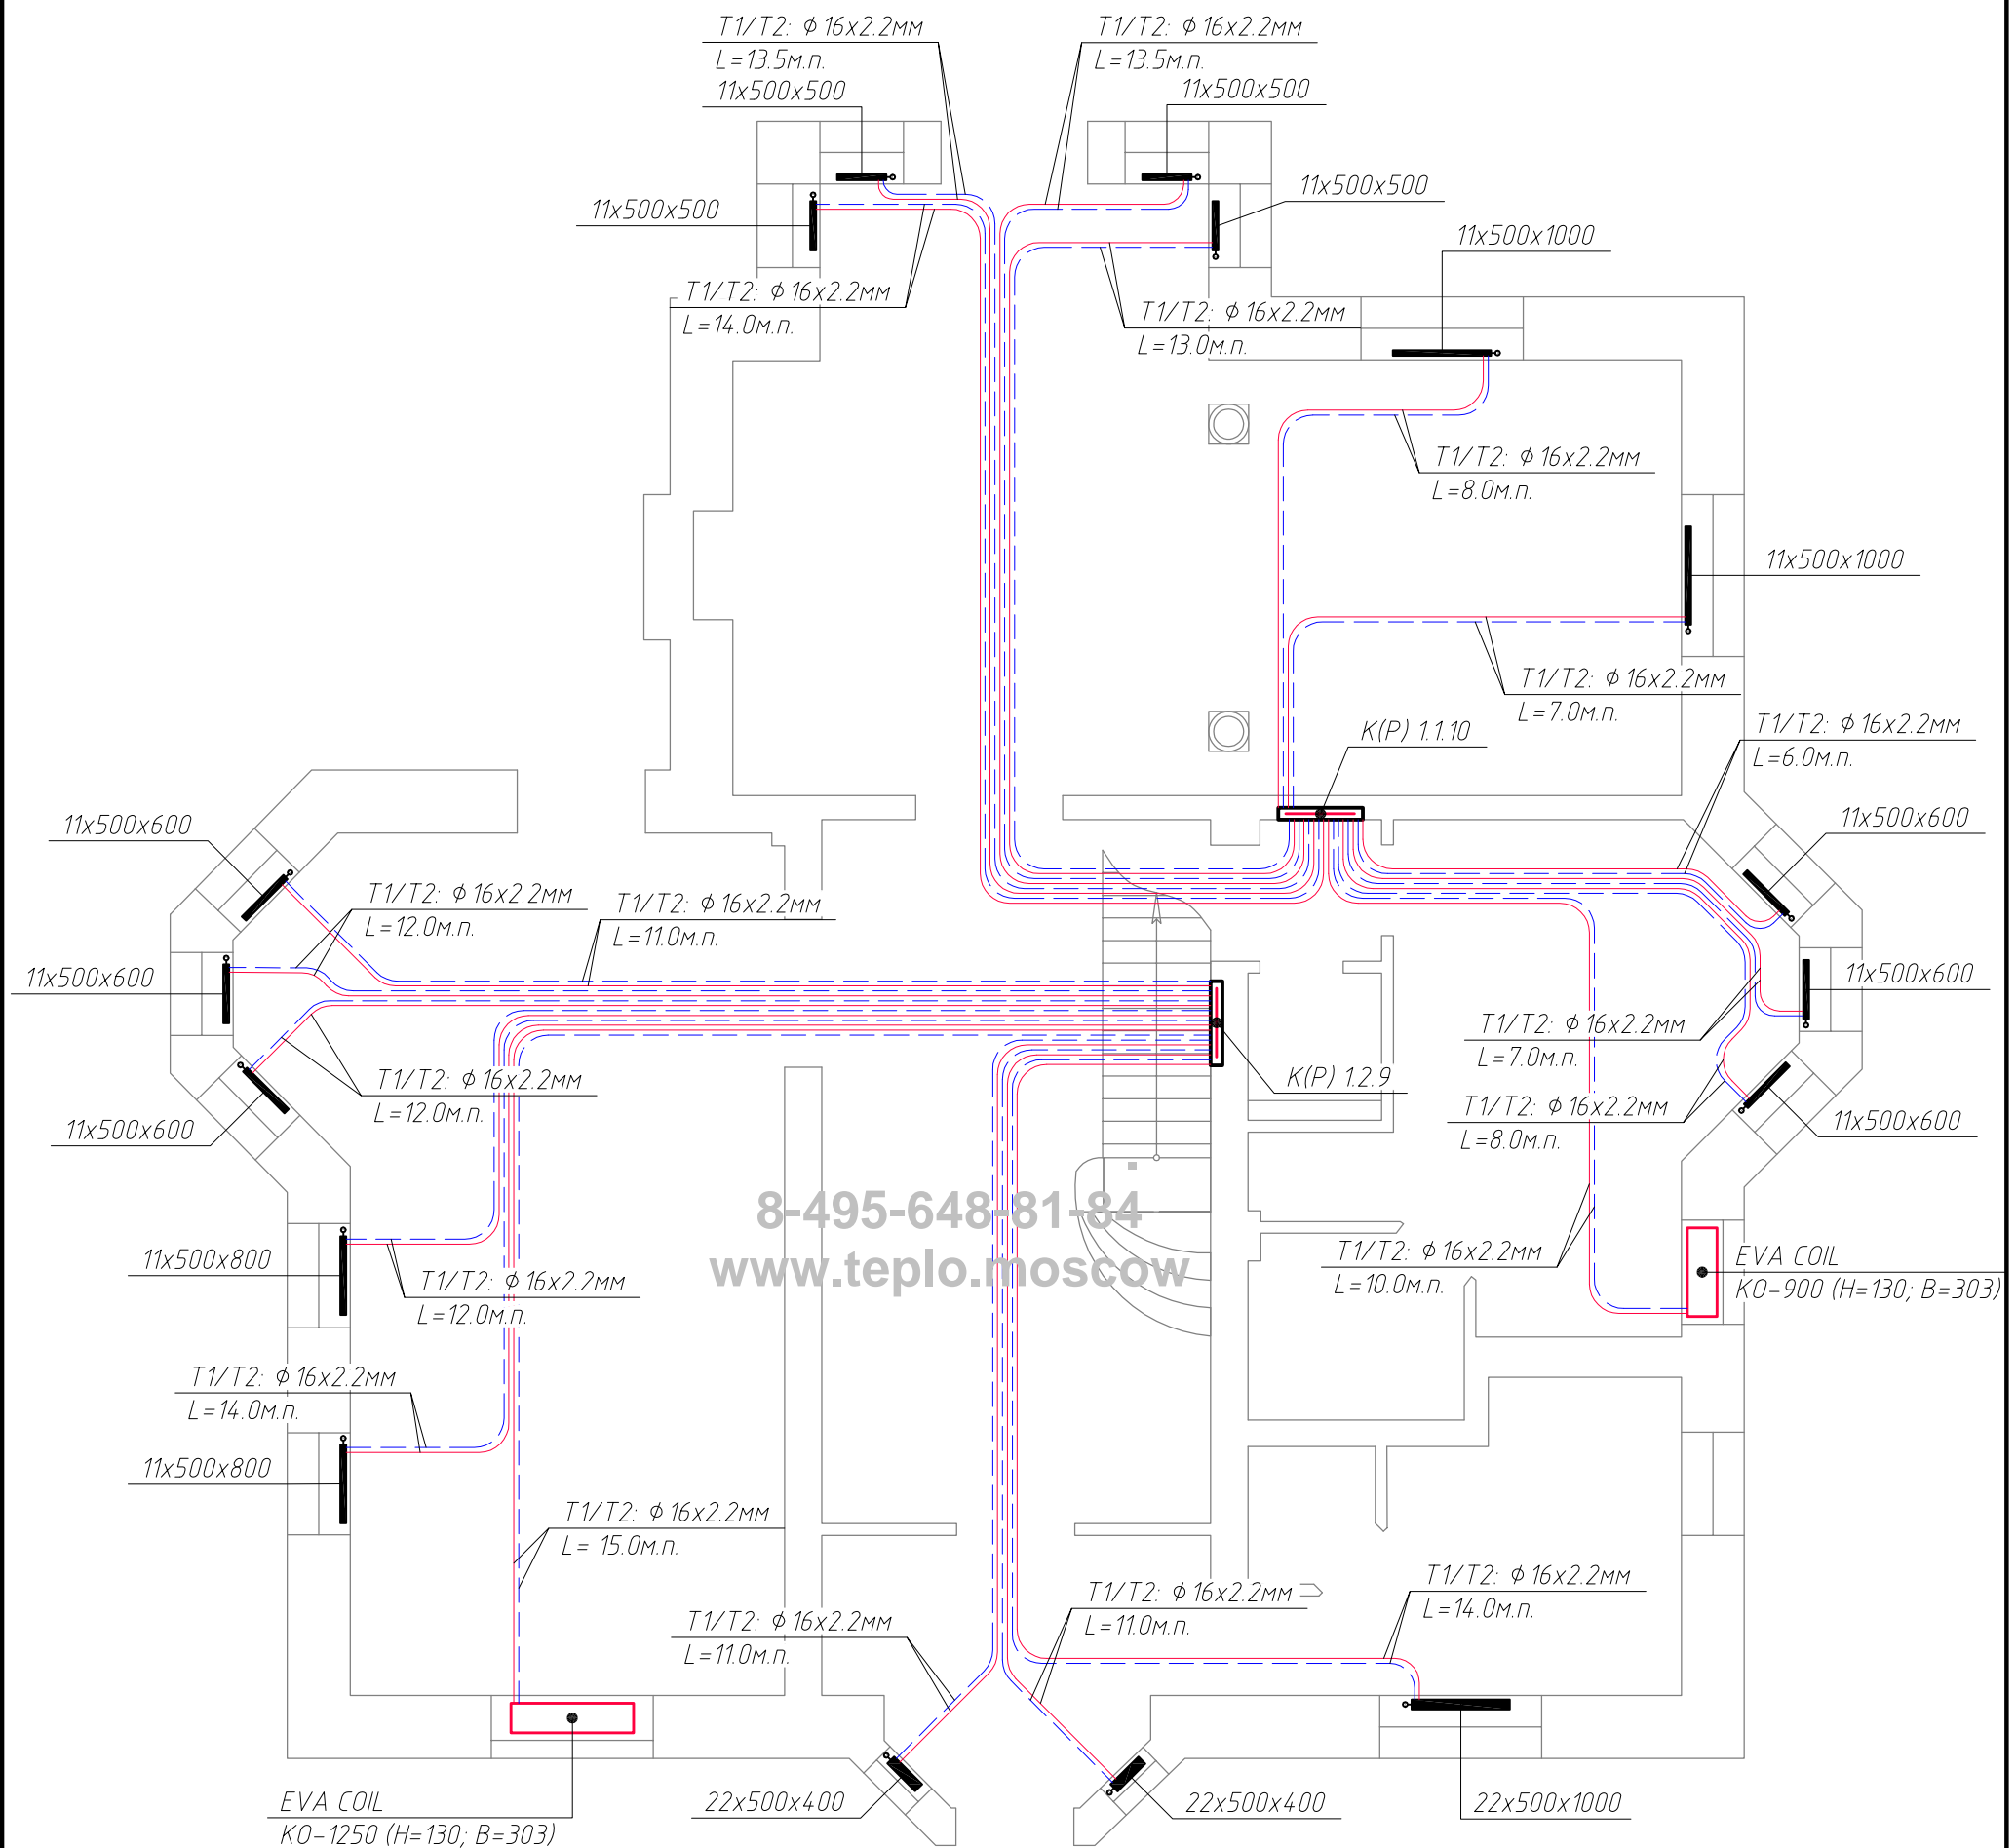 T1/T2: ϕ 16x2.2мм
L=13.5м.п.
11x500x500
T1/T2: ϕ 16x2.2мм
L=13.5м.п.
11x500x500
11x500x500
11x500x500
11x500x1000
T1/T2: ϕ 16x2.2мм
L=14.0м.п.
T1/T2: ϕ 16x2.2мм
L=13.0м.п.
T1/T2: ϕ 16x2.2мм
L=8.0м.п.
11x500x1000
T1/T2: ϕ 16x2.2мм
L=7.0м.п.
K(P) 1.1.10
T1/T2: ϕ 16x2.2мм
L=6.0м.п.
11x500x600
11x500x600
T1/T2: ϕ 16x2.2мм
L=12.0м.п.
T1/T2: ϕ 16x2.2мм
L=11.0м.п.
11x500x600
11x500x600
T1/T2: ϕ 16x2.2мм
L=7.0м.п.
K(P) 1.2.9
T1/T2: ϕ 16x2.2мм
L=12.0м.п.
11x500x600
T1/T2: ϕ 16x2.2мм
L=8.0м.п.
11x500x600
8-495-648-81-84
www.teplo.moscow
11x500x800
T1/T2: ϕ 16x2.2мм
L=12.0м.п.
T1/T2: ϕ 16x2.2мм
L=10.0м.п.
EVA COIL
KO-900 (H=130; B=303)
T1/T2: ϕ 16x2.2мм
L=14.0м.п.
11x500x800
T1/T2: ϕ 16x2.2мм
L= 15.0м.п.
T1/T2: ϕ 16x2.2мм
L=11.0м.п.
T1/T2: ϕ 16x2.2мм
L=11.0м.п.
T1/T2: ϕ 16x2.2мм
L=14.0м.п.
EVA COIL
KO-1250 (H=130; B=303)
22x500x400
22x500x400
22x500x1000